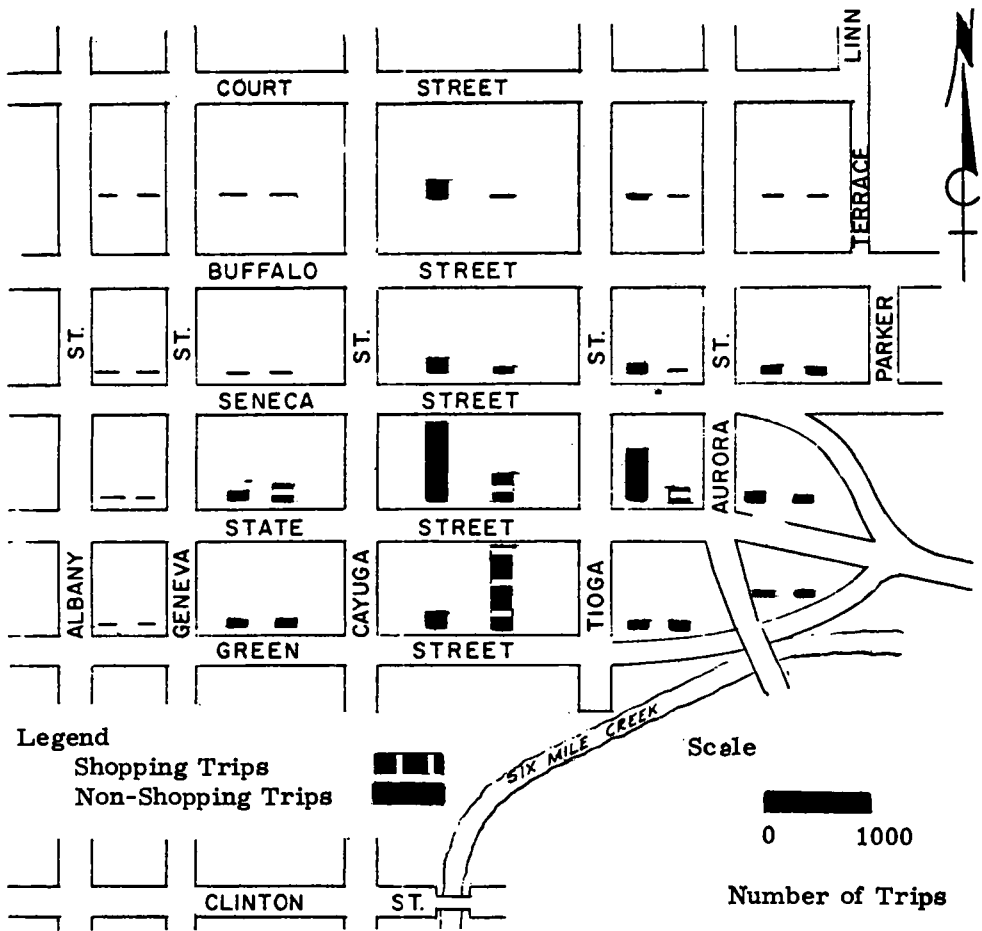 LINN
N
COURT STREET
TERRACE
BUFFALO STREET
ST.
ST.
ST.
ST.
ST.
PARKER
SENECA STREET
AURORA
STATE STREET
ALBANY
GENEVA
CAYUGA
TIOGA
GREEN STREET
Legend
Shopping Trips
Non-Shopping Trips
SIX MILE CREEK
Scale
0 1000
Number of Trips
CLINTON ST.